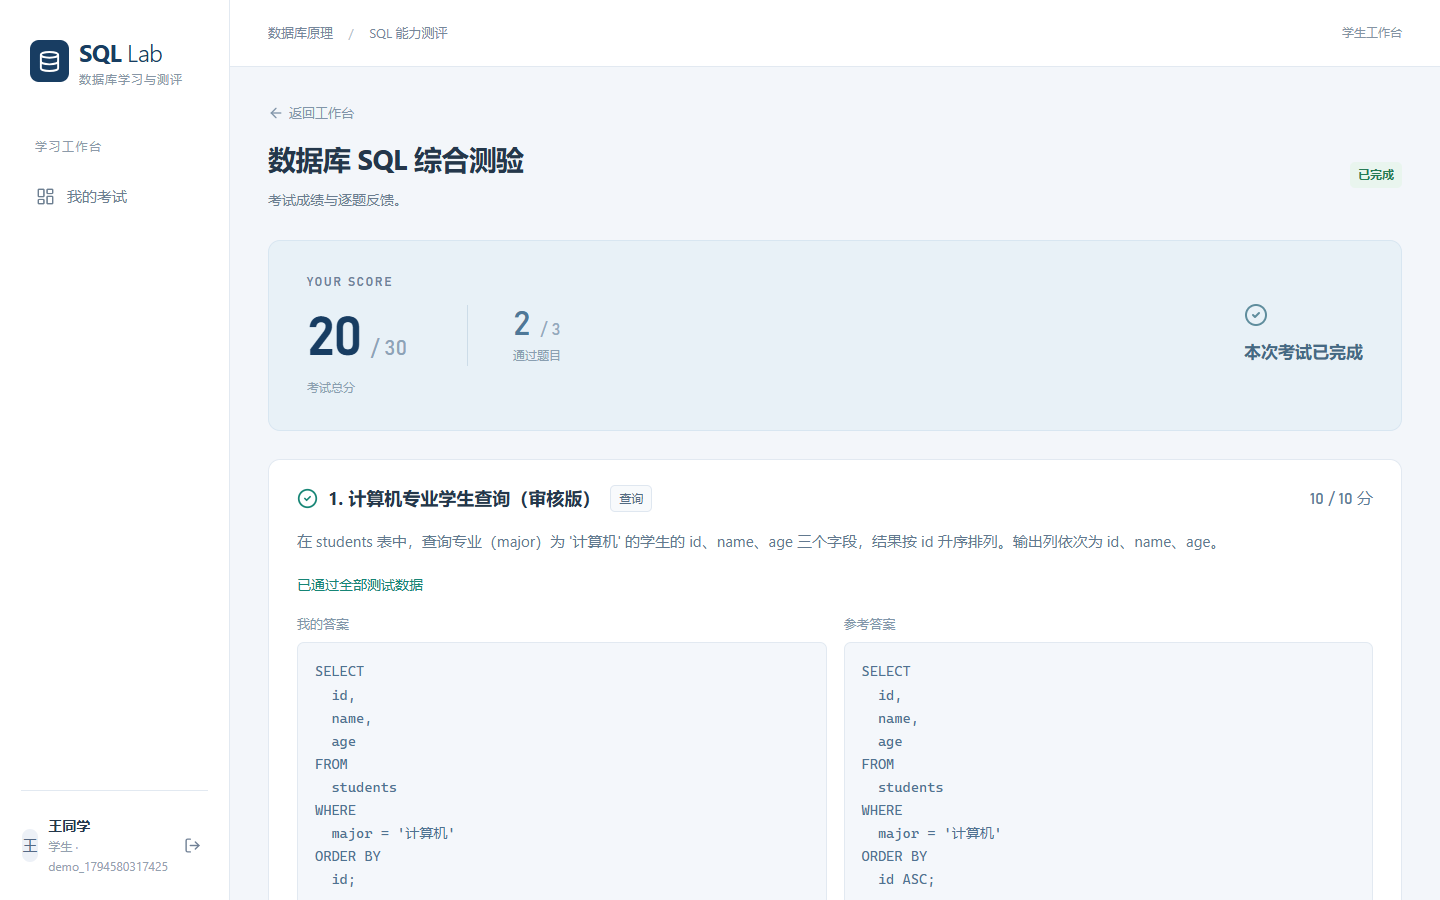 SQL Lab
数据库学习与测评
学习工作台
我的考试
王
王同学
学生 ·
demo_1794580317425
数据库原理 / SQL 能力测评
学生工作台
返回工作台
数据库 SQL 综合测验
考试成绩与逐题反馈。
已完成
YOUR SCORE
20 / 30
考试总分
2 / 3
通过题目
本次考试已完成
1. 计算机专业学生查询（审核版） 查询
10 / 10 分
在 students 表中，查询专业（major）为 '计算机' 的学生的 id、name、age 三个字段，结果按 id 升序排列。输出列依次为 id、name、age。
已通过全部测试数据
我的答案
SELECT
  id,
  name,
  age
FROM
  students
WHERE
  major = '计算机'
ORDER BY
  id;
参考答案
SELECT
  id,
  name,
  age
FROM
  students
WHERE
  major = '计算机'
ORDER BY
  id ASC;